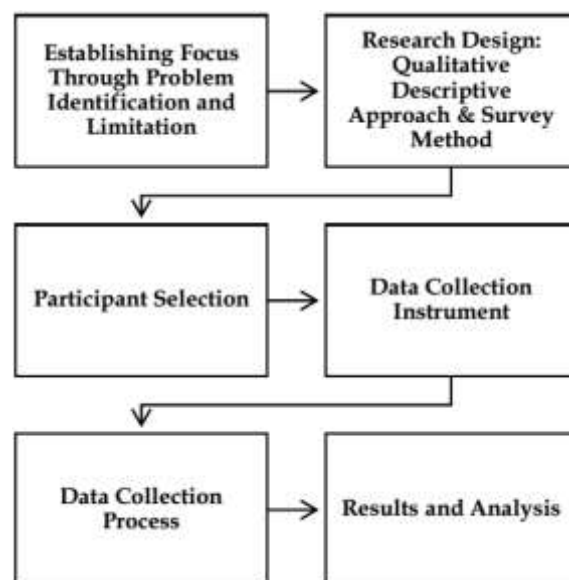 Establishing Focus
Through Problem
Identification and
Limitation
Research Design:
Qualitative
Descriptive
Approach & Survey
Method
Participant Selection
Data Collection
Instrument
Data Collection
Process
Results and Analysis